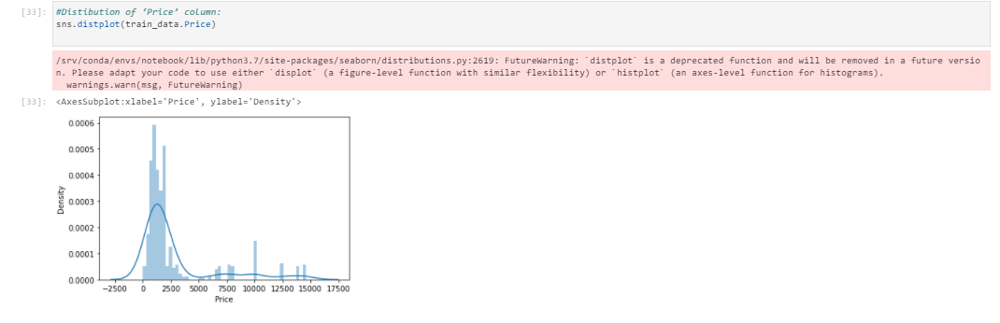 [33]: #Distibution of ‘Price’ column:
sns.distplot(train_data.Price)
/srv/conda/envs/notebook/lib/python3.7/site-packages/seaborn/distributions.py:2619: FutureWarning: `distplot` is a deprecated function and will be removed in a future versio
n. Please adapt your code to use either `displot` (a figure-level function with similar flexibility) or `histplot` (an axes-level function for histograms).
warnings.warn(msg, FutureWarning)
[33]: <AxesSubplot:xlabel='Price', ylabel='Density'>
0.0006
0.0005
0.0004
0.0003
0.0002
0.0001
0.0000
Density
−2500 0 2500 5000 7500 10000 12500 15000 17500
Price